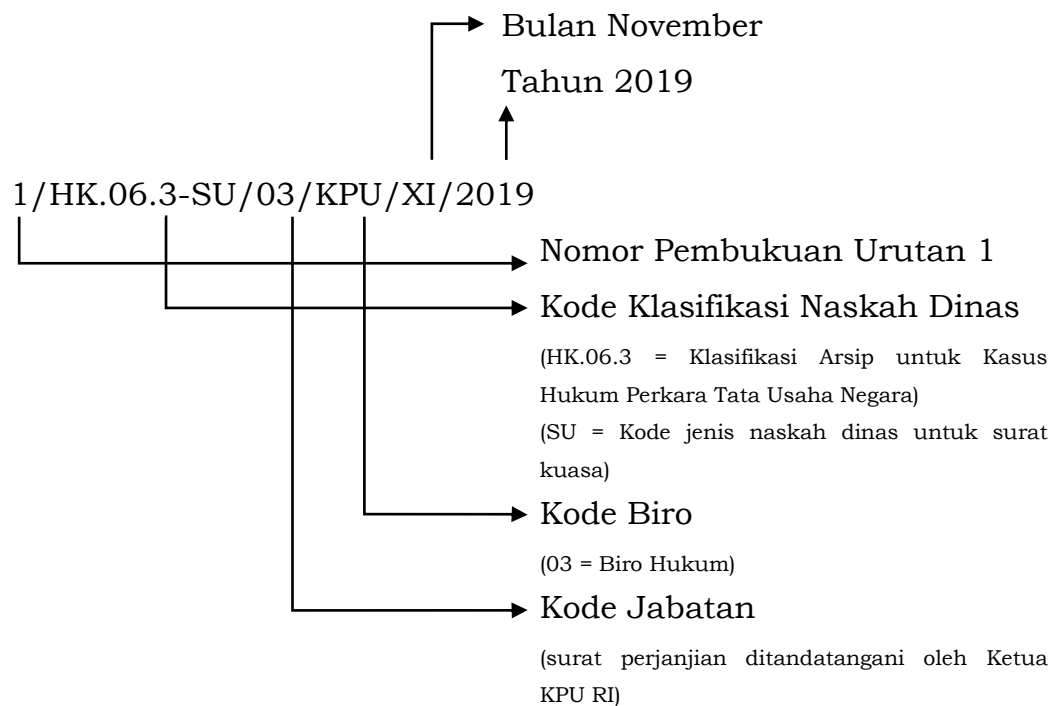 Bulan November
Tahun 2019
1/HK.06.3-SU/03/KPU/XI/2019
Nomor Pembukuan Urutan 1
Kode Klasifikasi Naskah Dinas
(HK.06.3 = Klasifikasi Arsip untuk Kasus
Hukum Perkara Tata Usaha Negara)
(SU = Kode jenis naskah dinas untuk surat
kuasa)
Kode Biro
(03 = Biro Hukum)
Kode Jabatan
(surat perjanjian ditandatangani oleh Ketua
KPU RI)